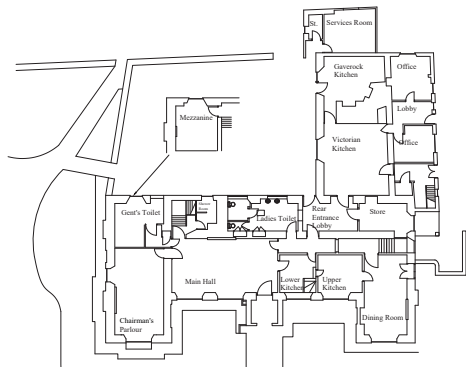 St.
Services Room
Gaverock
Kitchen
Office
Mezzanine
Lobby
Victorian
Kitchen
Office
Gent's Toilet
Ladies Toilet
Rear
Entrance
Lobby
Store
Main Hall
Lower
Kitchen
Upper
Kitchen
Chairman's
Parlour
Dining Room